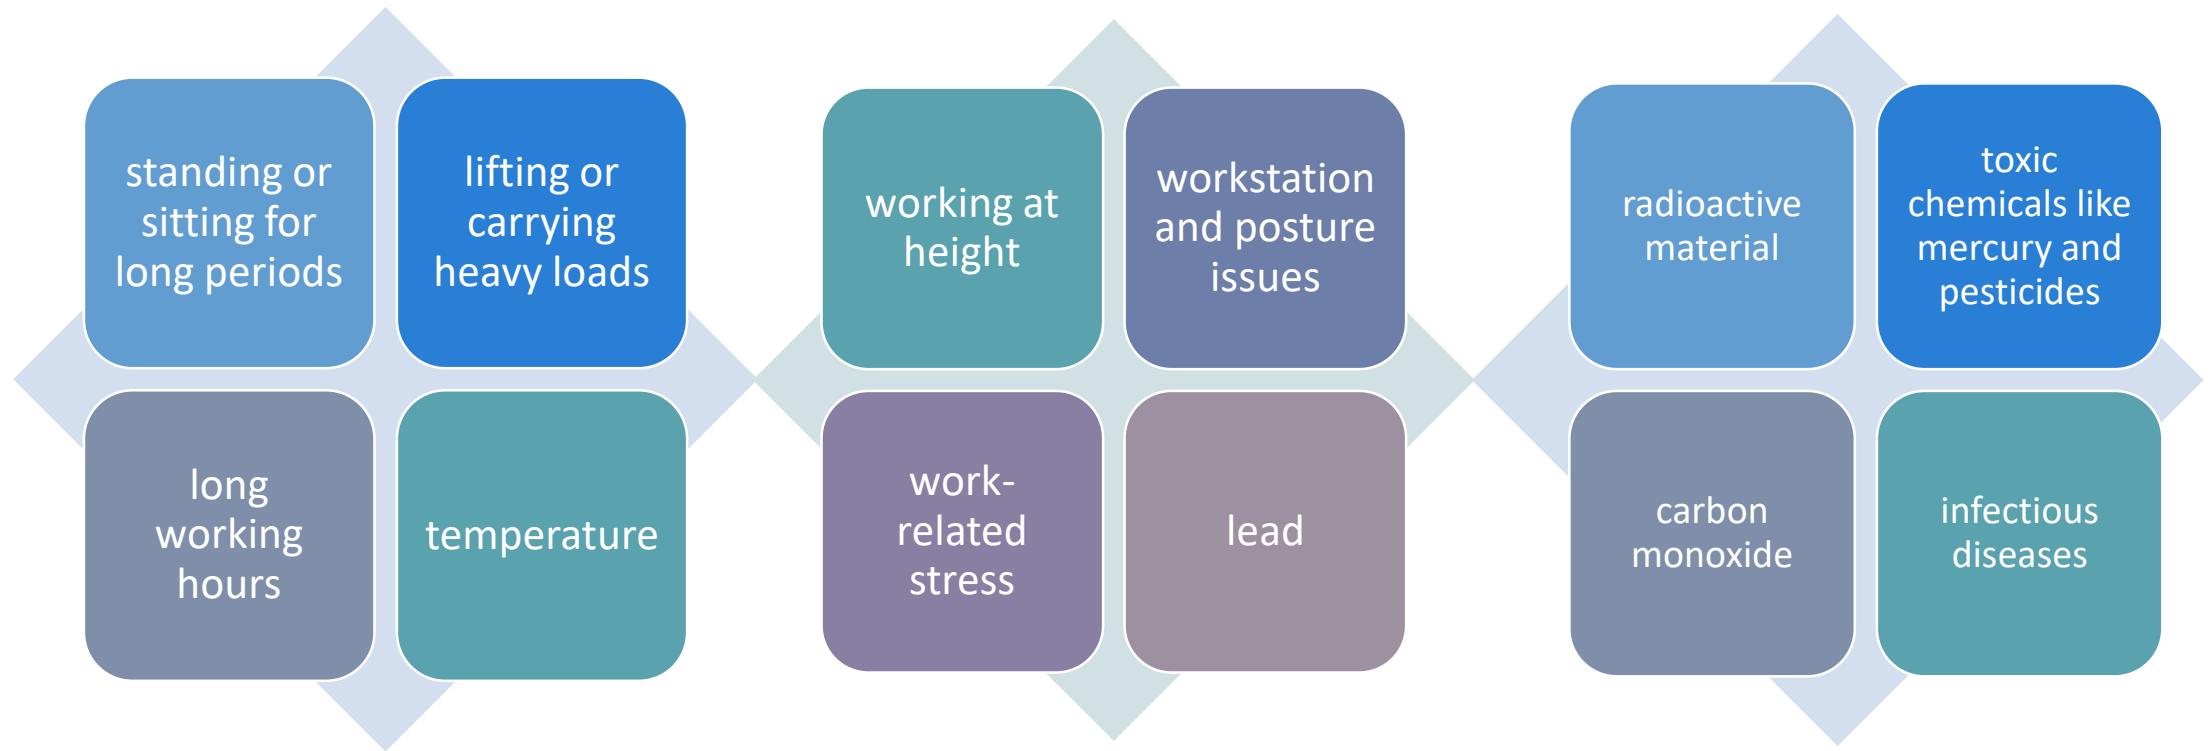 standing or
sitting for
long periods
lifting or
carrying
heavy loads
long
working
hours
temperature
working at
height
workstation
and posture
issues
work-
related
stress
lead
radioactive
material
toxic
chemicals like
mercury and
pesticides
carbon
monoxide
infectious
diseases